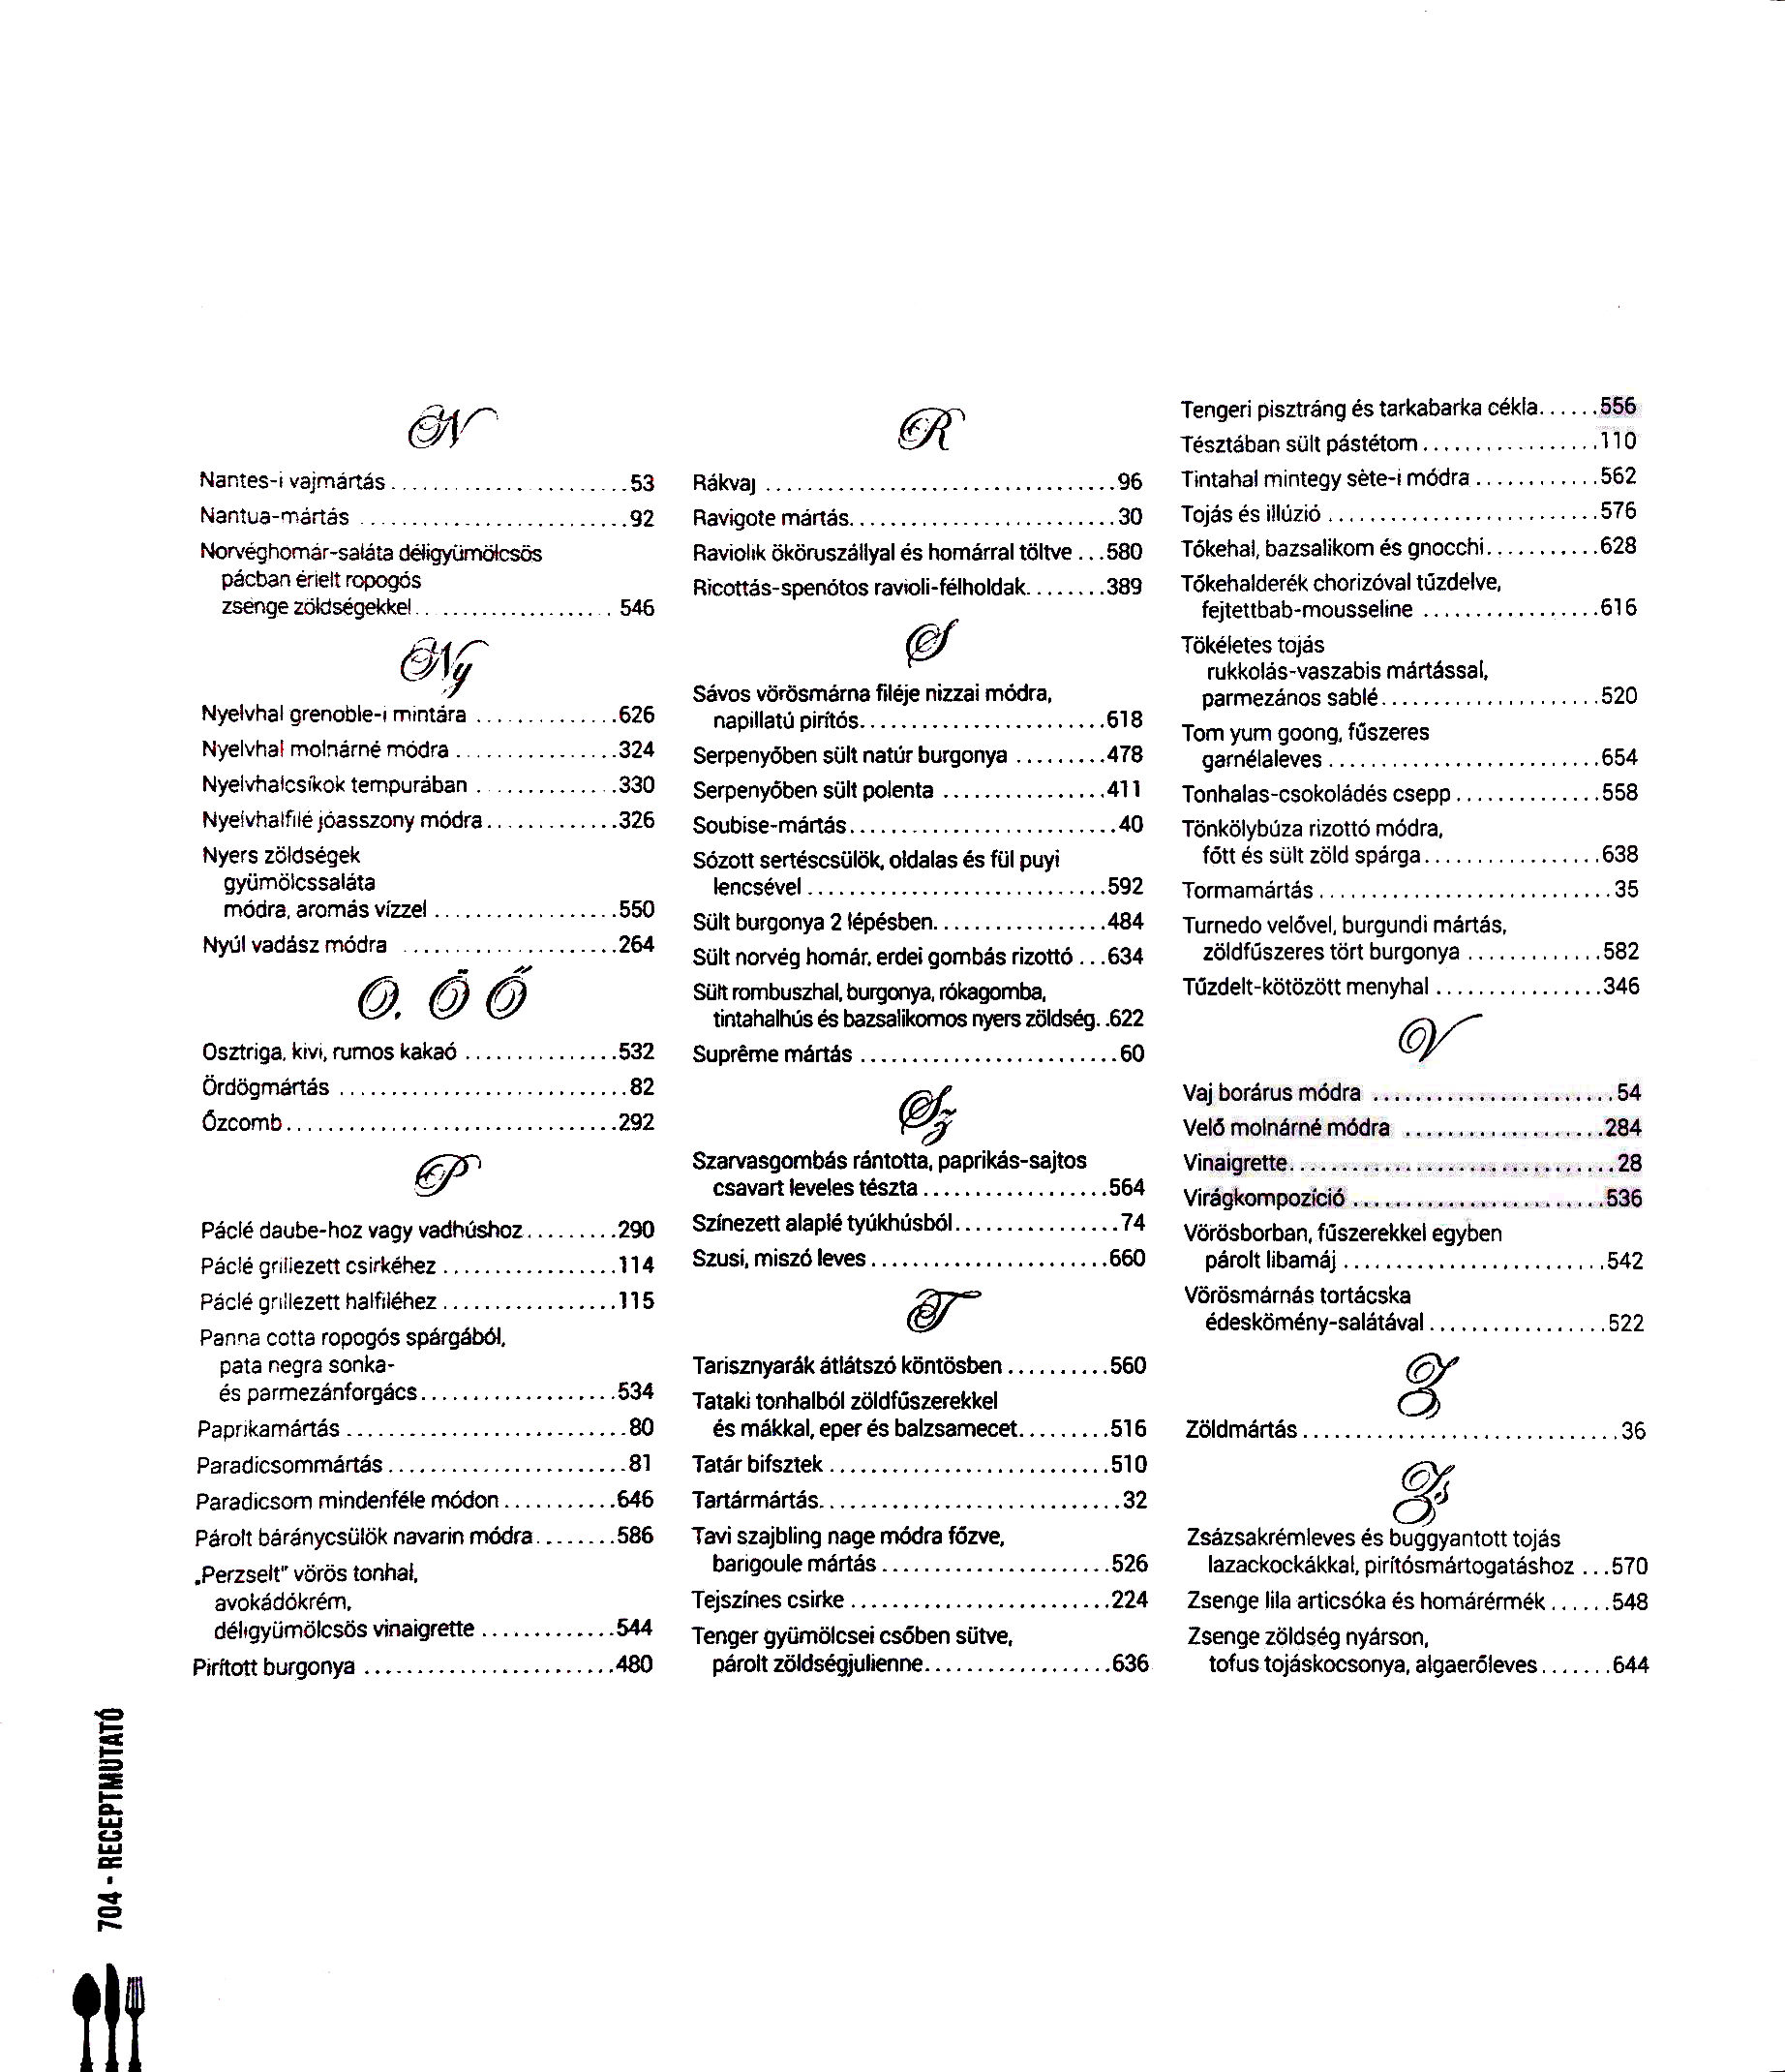 N
Nantes-i vajmártás........................53
Nantua-mártás..........................92
Norvéghomár-saláta déligyümölcsös
pácban érielt ropogós
zsenge zöldségekkel...................546
Ny
Nyelvhal grenoble-i mintára..............626
Nyelvhal molnárné módra................324
Nyelvhalcsíkok tempurában..............330
Nyelvhalfilé jóasszony módra.............326
Nyers zöldségek
gyümölcssaláta
módra, aromás vízzel..................550
Nyúl vadász módra.....................264
O, Ö Ő
Osztriga, kivi, rumos kakaó...............532
Ördögmártás............................82
Őzcomb................................292
P
Páclé daube-hoz vagy vadhúshoz.........290
Páclé grillezett csirkéhez.................114
Páclé grillezett halfiléhez.................115
Panna cotta ropogós spárgából,
pata negra sonka-
és parmezánforgács...................534
Paprikamártás...........................80
Paradicsommártás.......................81
Paradicsom mindenféle módon...........646
Párolt báránycsülök navarin módra........586
„Perzselt" vörös tonhal,
avokádókrém,
déligyümölcsös vinaigrette.............544
Pirított burgonya........................480
R
Rákvaj..................................96
Ravigote mártás..........................30
Raviolik ököruszállyal és homárral töltve...580
Ricottás-spenótos ravioli-félholdak........389
S
Sávos vörösmárna filéje nizzai módra,
napillatú pirítós........................618
Serpenyőben sült natúr burgonya.........478
Serpenyőben sült polenta................411
Soubise-mártás..........................40
Sózott sertéscsülök, oldalas és fül puyi
lencsével.............................592
Sült burgonya 2 lépésben.................484
Sült norvég homár, erdei gombás rizottó...634
Sült rombuszhal, burgonya, rókagomba,
tintahalhús és bazsalikomos nyers zöldség..622
Suprême mártás.........................60
Sz
Szarvasgombás rántotta, paprikás-sajtos
csavart leveles tészta..................564
Színezett alaplé tyúkhúsból................74
Szusi, miszó leves.......................660
T
Tarisznyarák átlátszó köntösben..........560
Tataki tonhalból zöldfűszerekkel
és mákkal, eper és balzsamecet.........516
Tatár bifsztek...........................510
Tartármártás.............................32
Tavi szajbling nage módra főzve,
barigoule mártás......................526
Tejszínes csirke.........................224
Tenger gyümölcsei csőben sütve,
párolt zöldségjulienne..................636
Tengeri pisztráng és tarkabarka cékla......556
Tésztában sült pástétom.................110
Tintahal mintegy sète-i módra............562
Tojás és illúzió..........................576
Tőkehal, bazsalikom és gnocchi...........628
Tőkehalderék chorizóval tűzdelve,
fejtettbab-mousseline.................616
Tökéletes tojás
rukkolás-vaszabis mártással,
parmezános sablé.....................520
Tom yum goong, fűszeres
garnélaleves..........................654
Tonhalas-csokoládés csepp..............558
Tönkölybúza rizottó módra,
főtt és sült zöld spárga.................638
Tormamártás............................35
Turnedo velővel, burgundi mártás,
zöldfűszeres tört burgonya.............582
Tűzdelt-kötözött menyhal................346
V
Vaj borárus módra.......................54
Velő molnárné módra...................284
Vinaigrette...............................28
Virágkompozíció........................536
Vörösborban, fűszerekkel egyben
párolt libamáj.........................542
Vörösmárnás tortácska
édeskömény-salátával.................522
Z
Zöldmártás..............................36
Zs
Zsázsakrémleves és buggyantott tojás
lazackockákkal, pirítósmártogatáshoz...570
Zsenge lila articsóka és homárérmék......548
Zsenge zöldség nyárson,
tofus tojáskocsonya, algaerőleves.......644
704 - RECEPTMUTATÓ